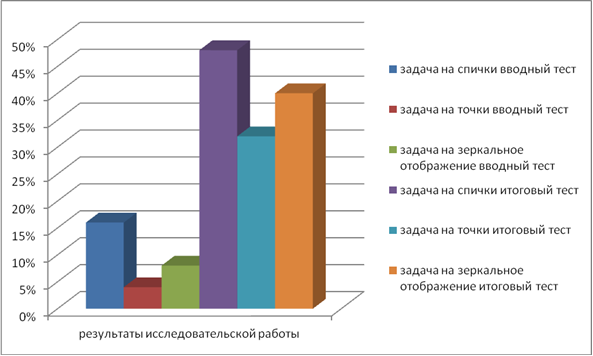 50%
45%
40%
35%
30%
25%
20%
15%
10%
5%
0%
результаты исследовательской работы
задача на спички вводный тест
задача на точки вводный тест
задача на зеркальное
отображение вводный тест
задача на спички итоговый тест
задача на точки итоговый тест
задача на зеркальное
отображение итоговый тест